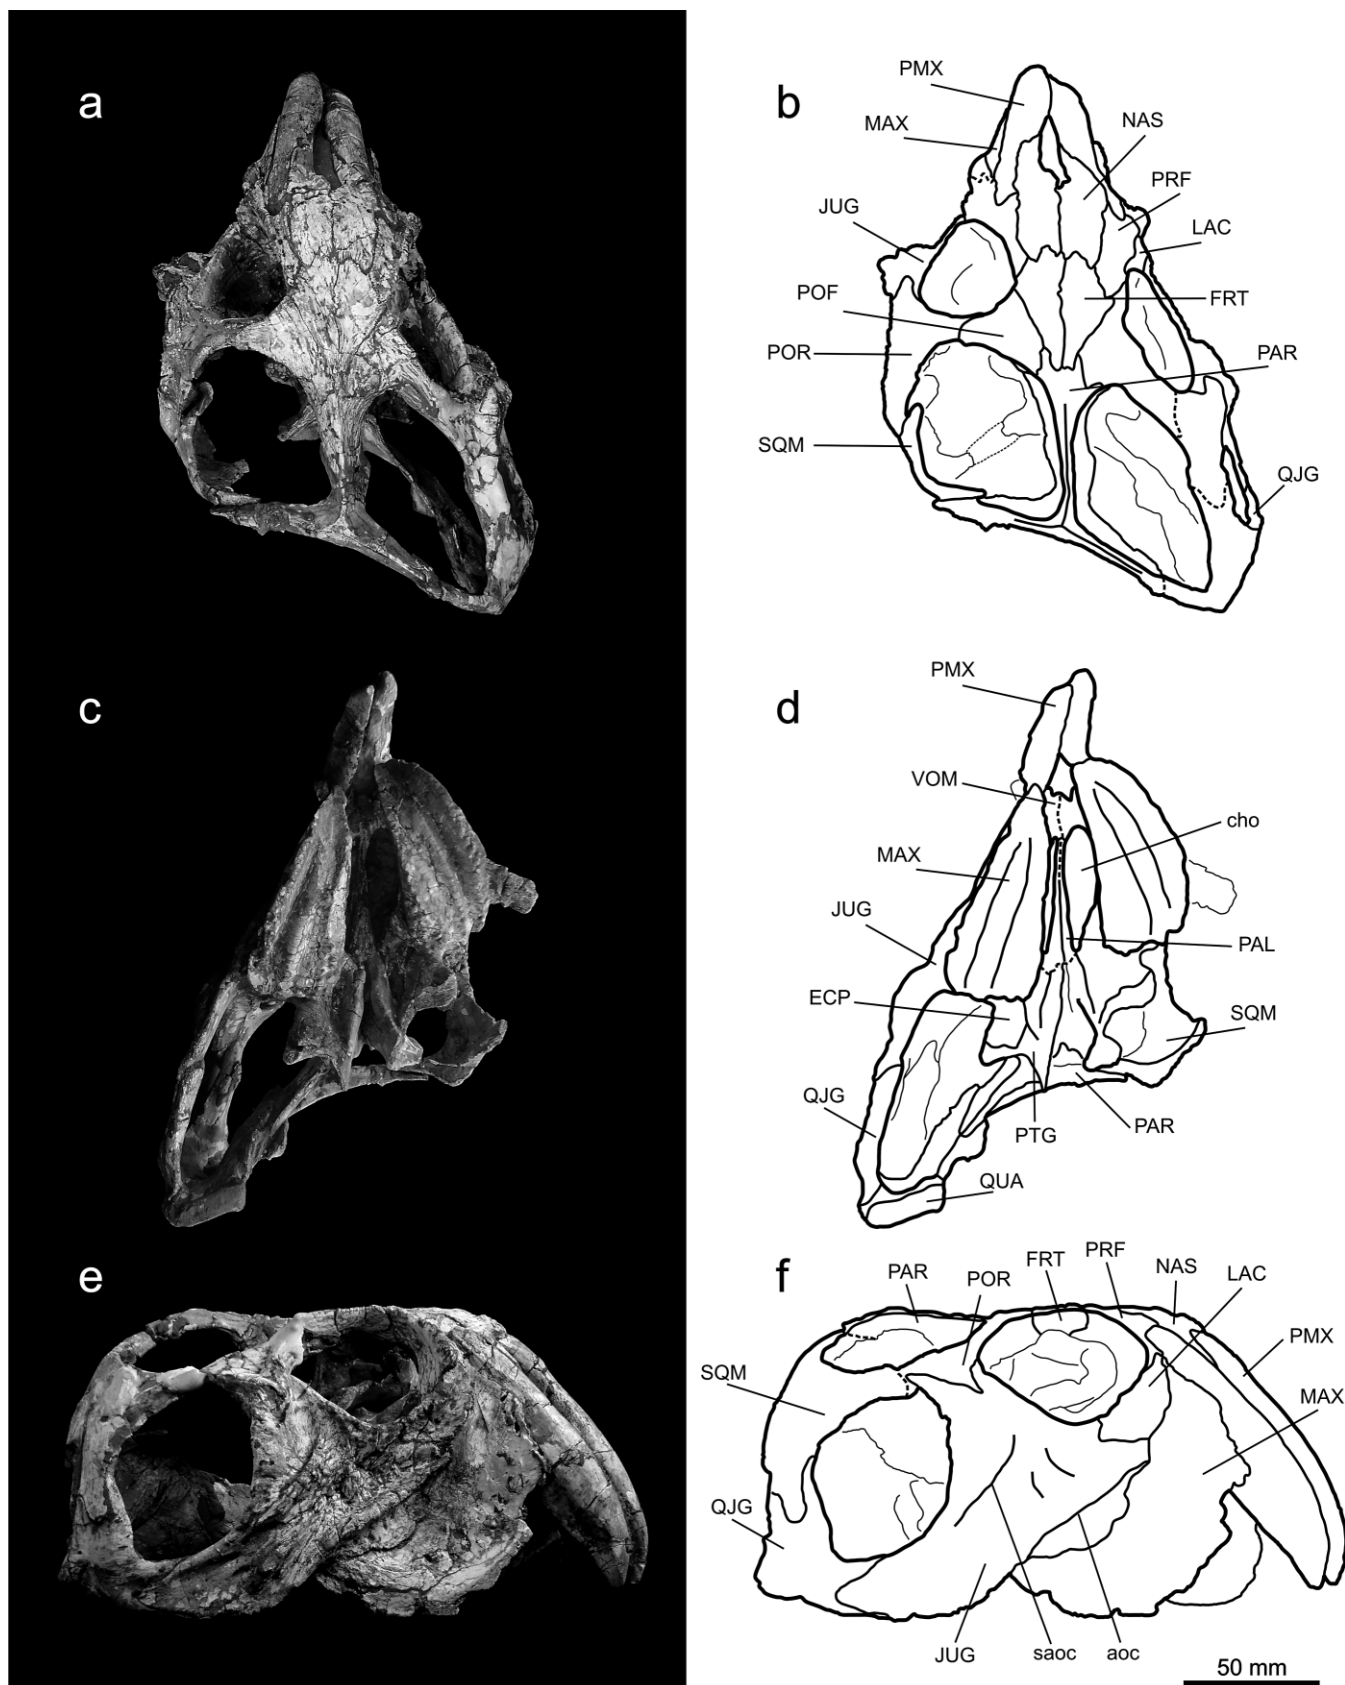 a
b
PMX
MAX
NAS
PRF
JUG
LAC
POF
FRT
POR
PAR
SQM
QJG
c
d
PMX
VOM
cho
MAX
JUG
PAL
ECP
SQM
QJG
PTG
PAR
QUA
e
f
PAR
POR
FRT
PRF
NAS
LAC
PMX
SQM
MAX
QJG
JUG
saoc
aoc
50 mm